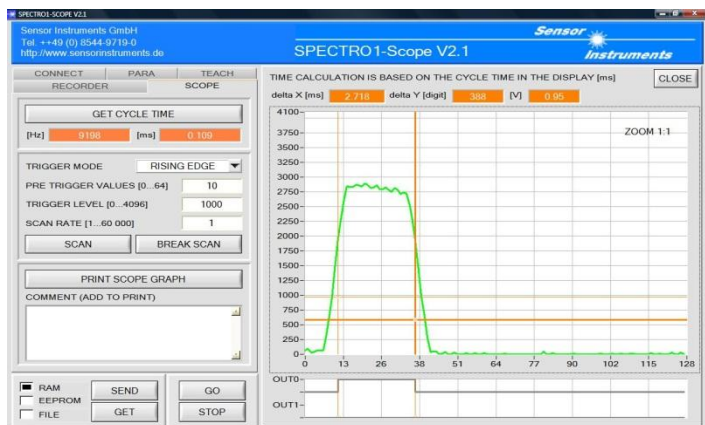 SPECTRO1-SCOPE V2.1
Sensor Instruments GmbH
Tel. ++49 (0) 8544-9719-0
http://www.sensorinstruments.de
SPECTRO1-Scope V2.1
Sensor
Instruments
CONNECT PARA TEACH
RECORDER SCOPE
GET CYCLE TIME
[Hz] 9198 [ms] 0.109
TRIGGER MODE RISING EDGE
PRE TRIGGER VALUES [0...64] 10
TRIGGER LEVEL [0...4096] 1000
SCAN RATE [1...60 000] 1
SCAN BREAK SCAN
PRINT SCOPE GRAPH
COMMENT (ADD TO PRINT)
RAM
EEPROM
FILE
SEND GO
GET STOP
TIME CALCULATION IS BASED ON THE CYCLE TIME IN THE DISPLAY [ms]
CLOSE
delta X [ms] 2.718 delta Y [digit] 388 [V] 0.95
ZOOM 1:1
4100
3750
3500
3250
3000
2750
2500
2250
2000
1750
1500
1250
1000
750
500
250
0
0 13 26 38 51 64 77 90 102 115 128
OUT0
OUT1